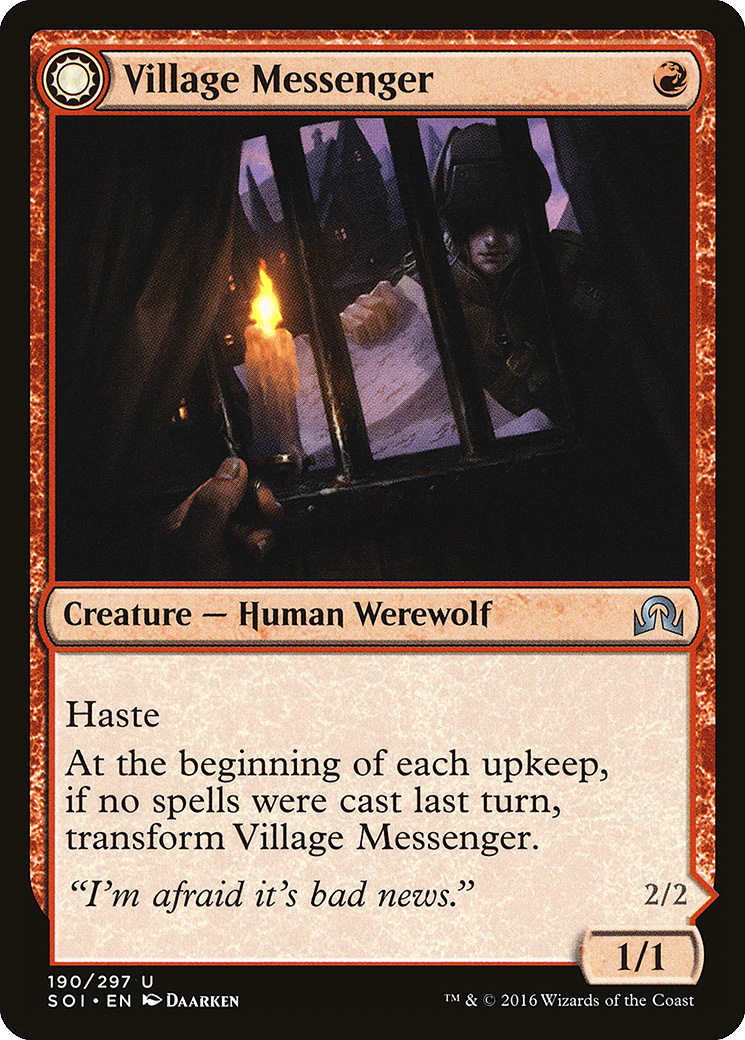 Village Messenger
Creature — Human Werewolf
Haste
At the beginning of each upkeep,
if no spells were cast last turn,
transform Village Messenger.
“I’m afraid it’s bad news.”
2/2
1/1
190/297 U
SOI • EN Daarken
™ & © 2016 Wizards of the Coast